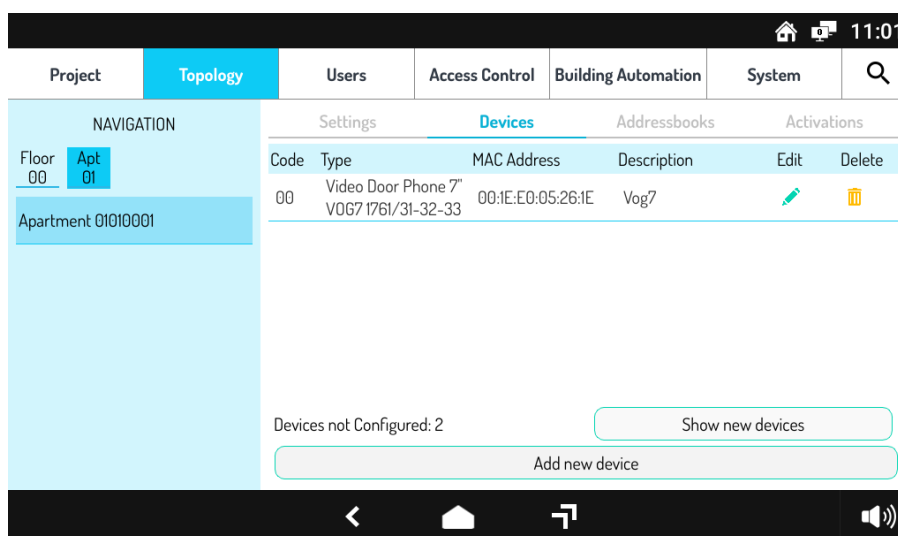 11:01
Project Topology Users Access Control Building Automation System
NAVIGATION Settings Devices Addressbooks Activations
Floor 00 Apt 01
Apartment 01010001
Code Type MAC Address Description Edit Delete
00 Video Door Phone 7" VOG7 1761/31-32-33 00:1E:E0:05:26:1E Vog7
Devices not Configured: 2 Show new devices
Add new device